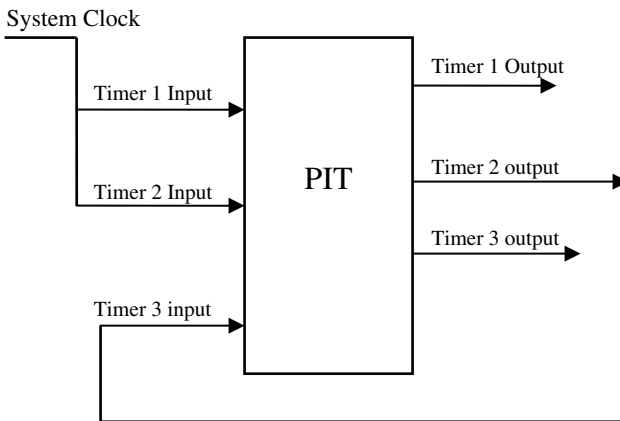 System Clock
Timer 1 Output
Timer 1 Input
PIT
Timer 2 output
Timer 2 Input
Timer 3 output
Timer 3 input